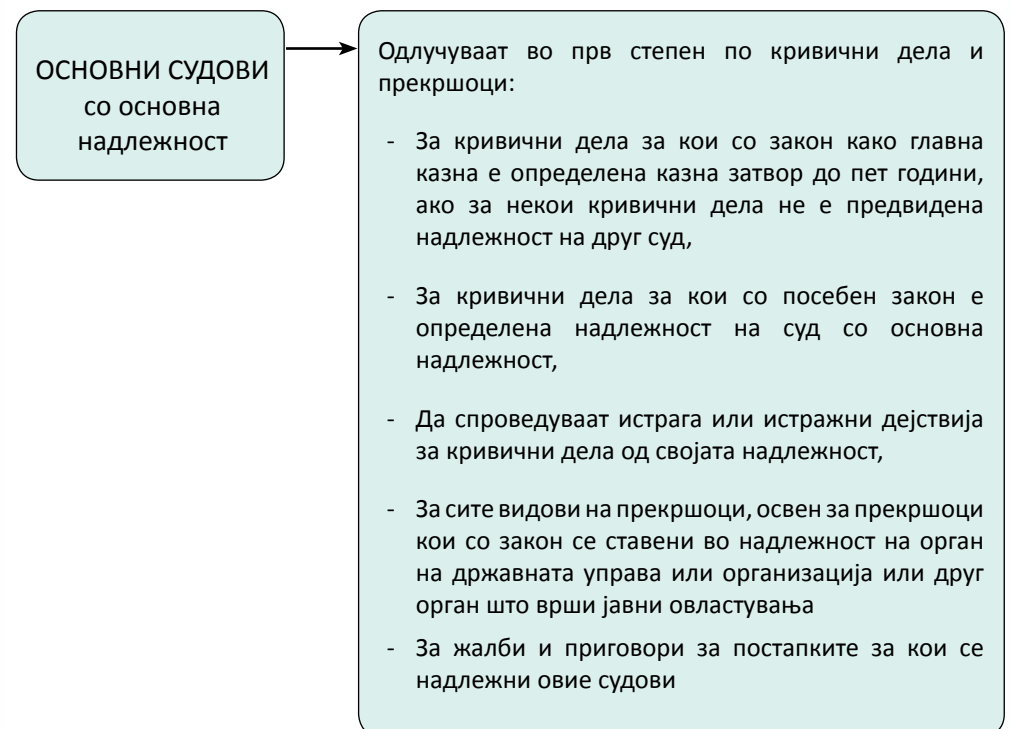 ОСНОВНИ СУДОВИ
со основна
надлежност
Одлучуваат во прв степен по кривични дела и
прекршоци:
- За кривични дела за кои со закон како главна
казна е определена казна затвор до пет години,
ако за некои кривични дела не е предвидена
надлежност на друг суд,
- За кривични дела за кои со посебен закон е
определена надлежност на суд со основна
надлежност,
- Да спроведуваат истрага или истражни дејствија
за кривични дела од својата надлежност,
- За сите видови на прекршоци, освен за прекршоци
кои со закон се ставени во надлежност на орган
на државната управа или организација или друг
орган што врши јавни овластувања
- За жалби и приговори за постапките за кои се
надлежни овие судови